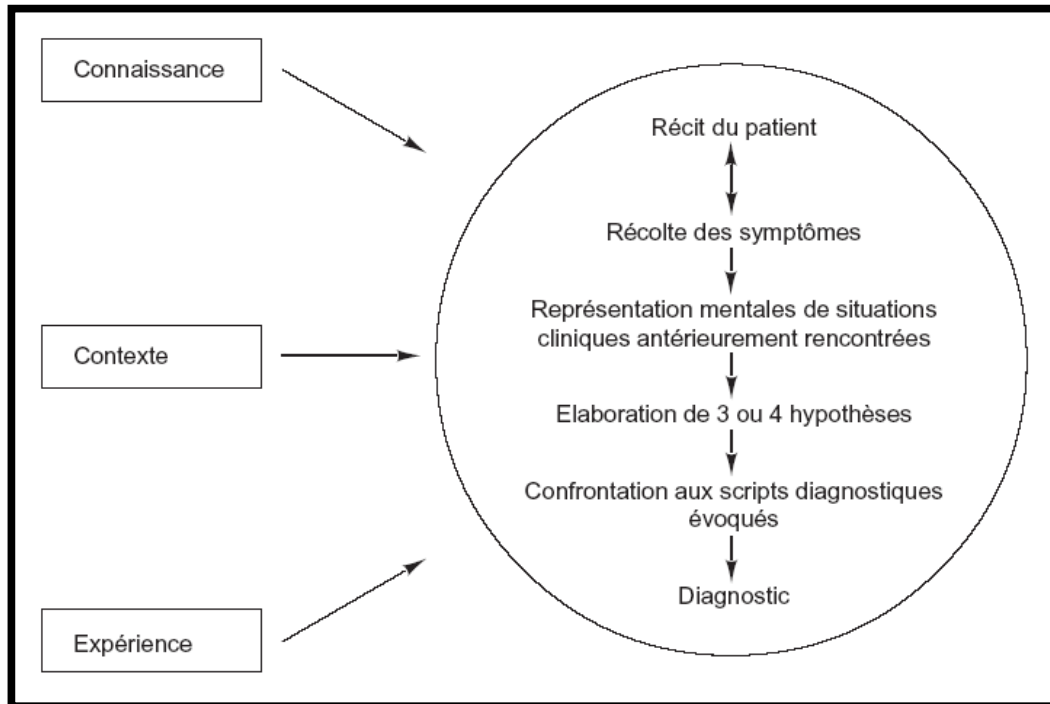 Connaissance
Contexte
Expérience
Récit du patient
Récolte des symptômes
Représentation mentales de situations
cliniques antérieurement rencontrées
Elaboration de 3 ou 4 hypothèses
Confrontation aux scripts diagnostiques
évoqués
Diagnostic